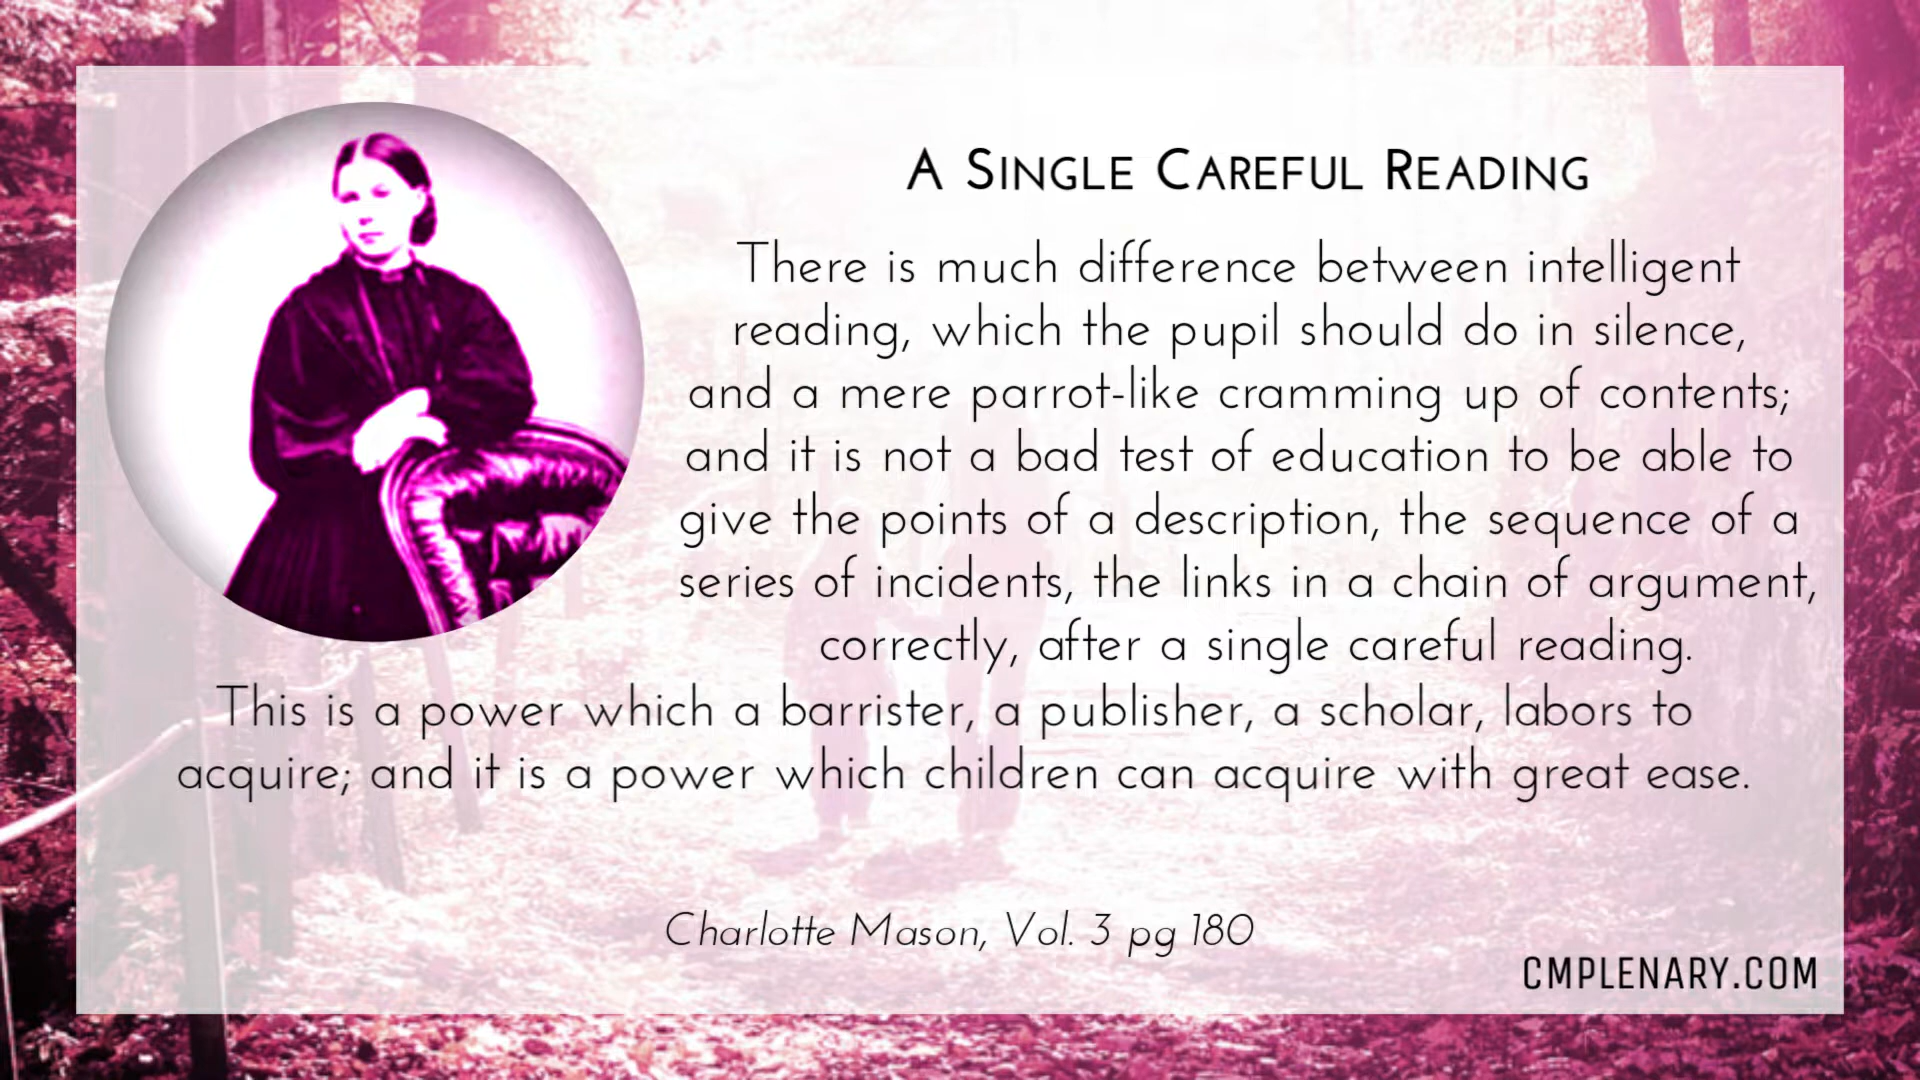 A Single Careful Reading
There is much difference between intelligent
reading, which the pupil should do in silence,
and a mere parrot-like cramming up of contents;
and it is not a bad test of education to be able to
give the points of a description, the sequence of a
series of incidents, the links in a chain of argument,
correctly, after a single careful reading.
This is a power which a barrister, a publisher, a scholar, labors to
acquire; and it is a power which children can acquire with great ease.
Charlotte Mason, Vol. 3 pg 180
CMPLENARY.COM